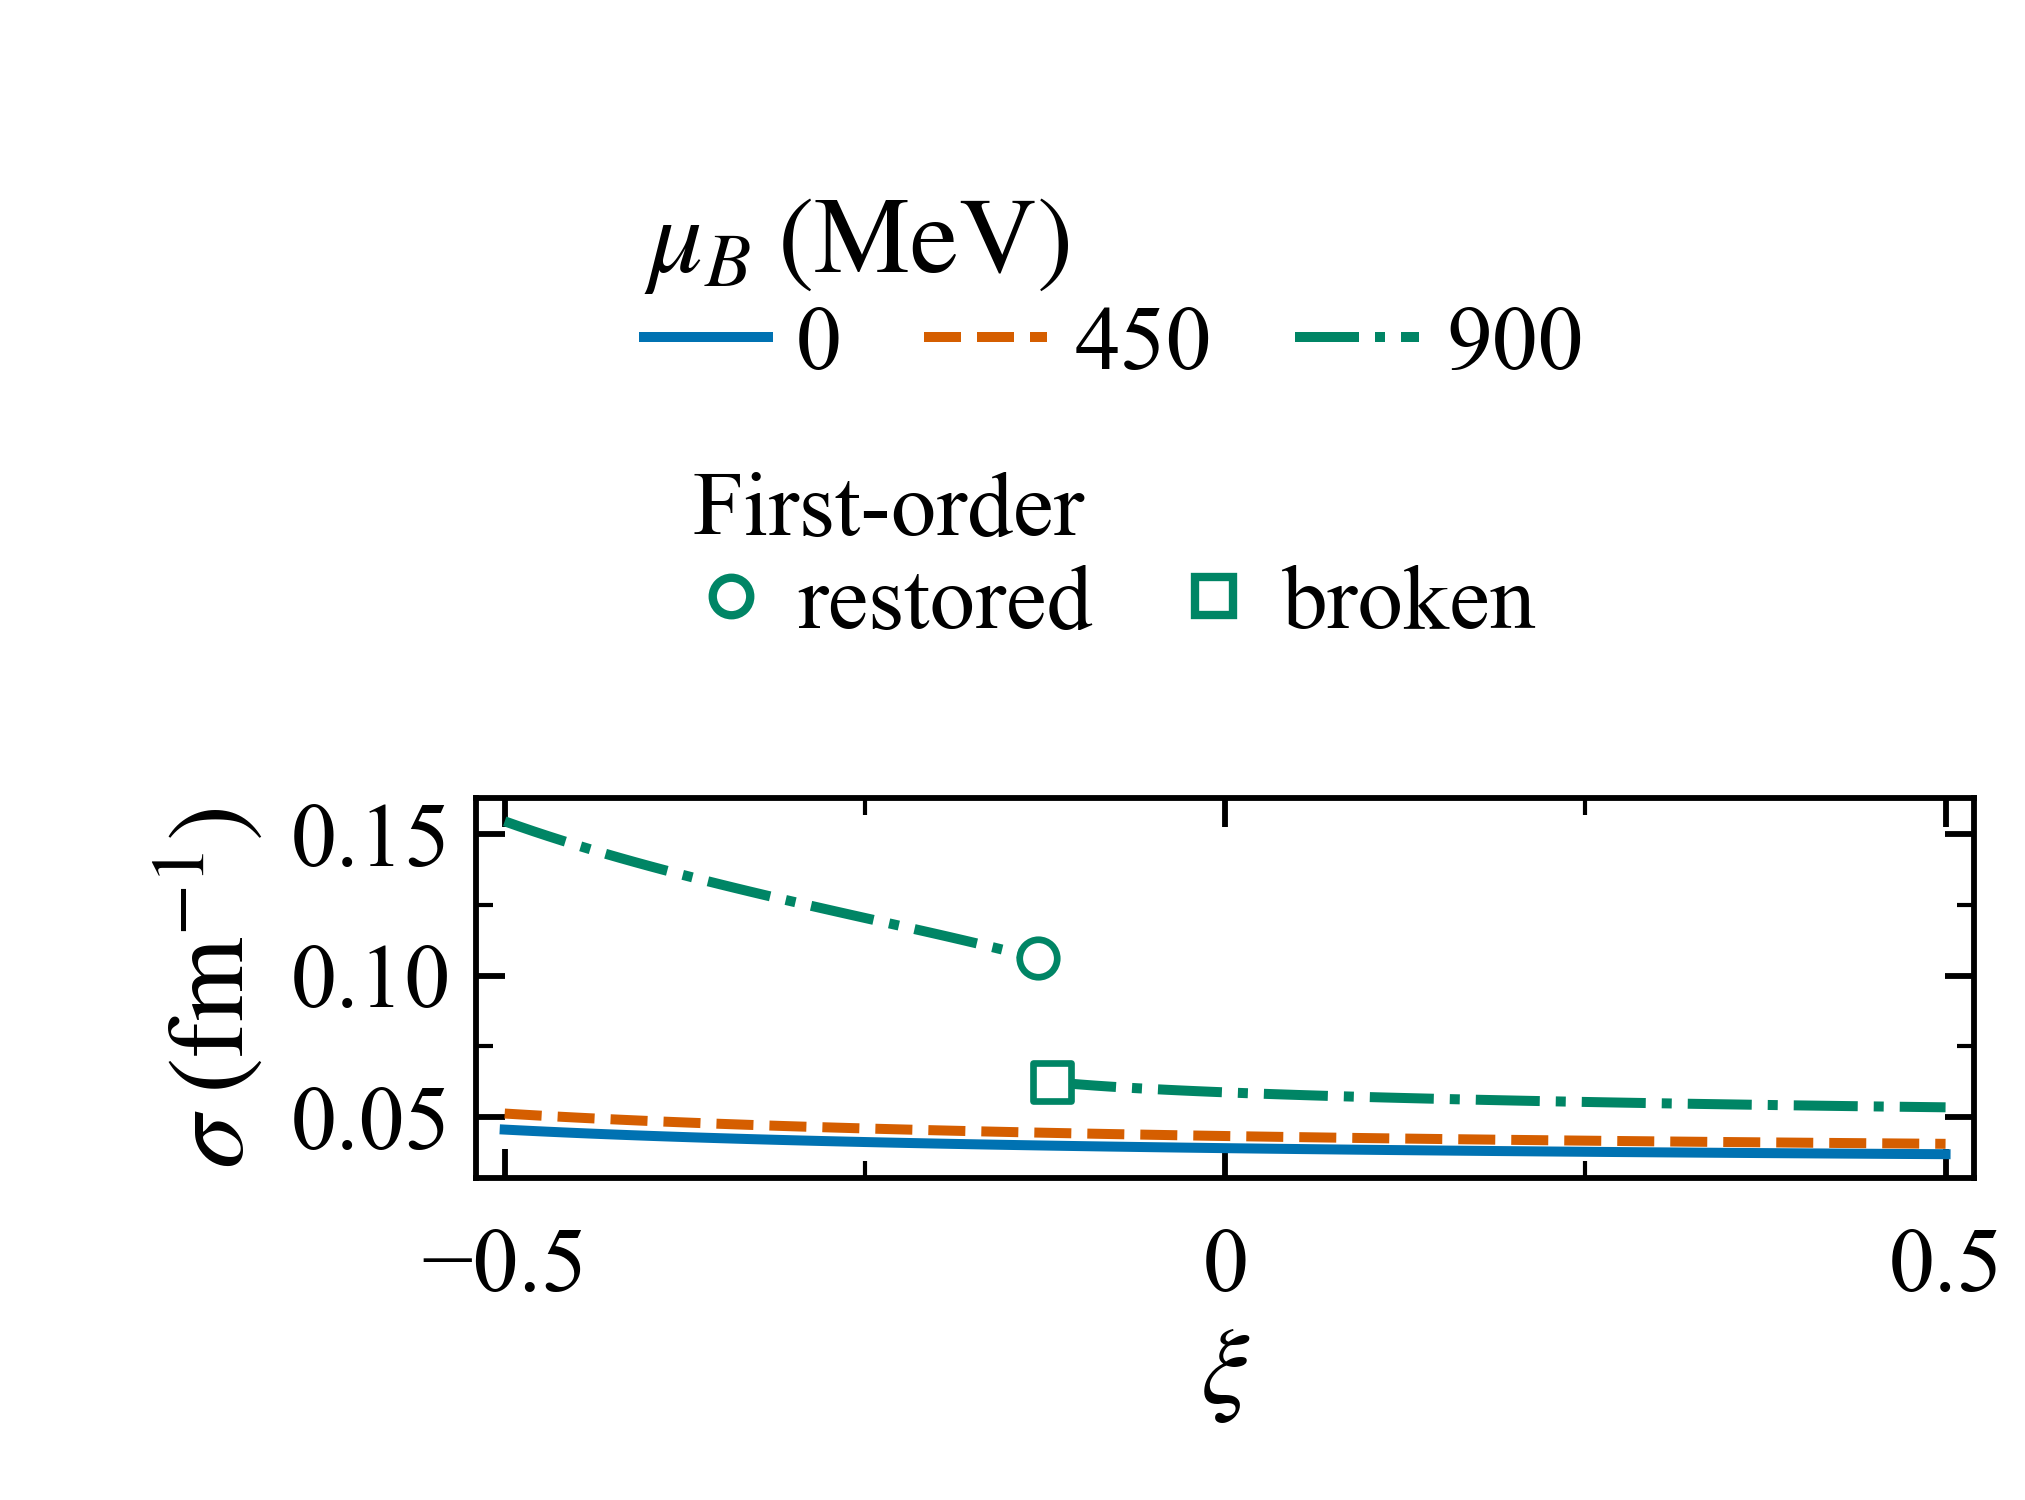 μB (MeV)
0 450 900
First-order
restored broken
0.15
0.10
0.05
σ (fm⁻¹)
−0.5 0 0.5
ξ